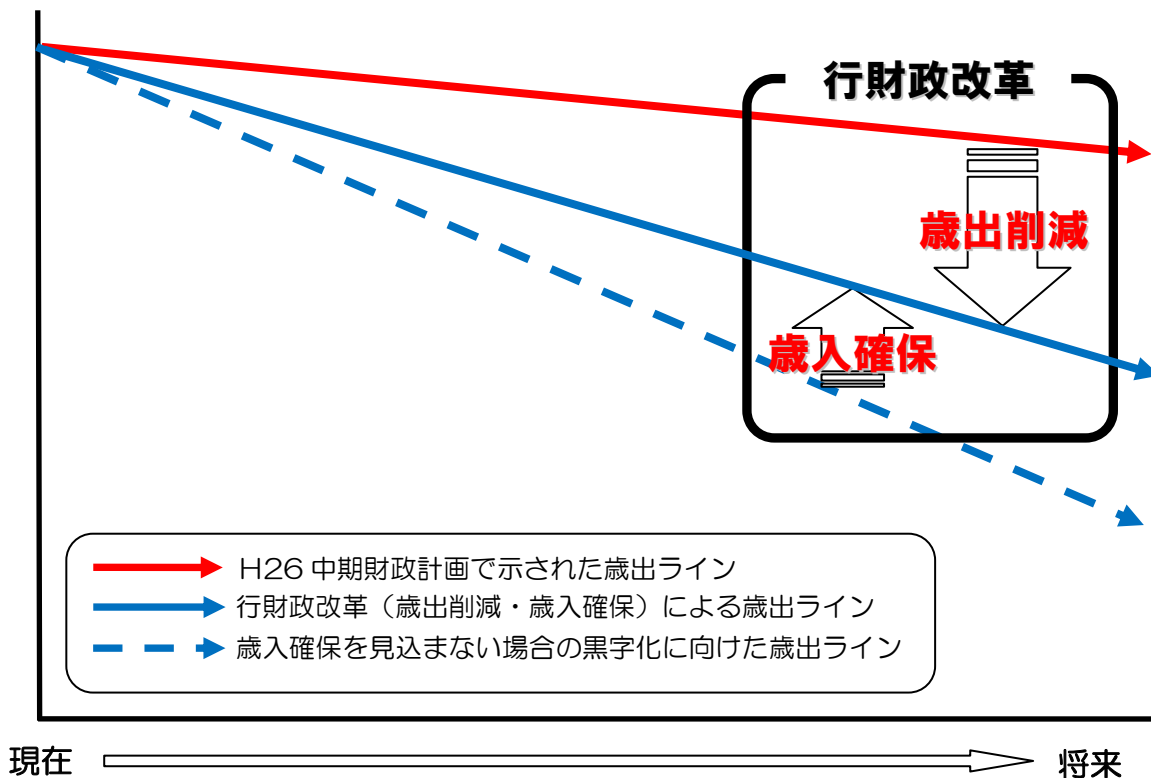 行財政改革
歳出削減
歳入確保
H26中期財政計画で示された歳出ライン
行財政改革（歳出削減・歳入確保）による歳出ライン
歳入確保を見込まない場合の黒字化に向けた歳出ライン
現在 将来